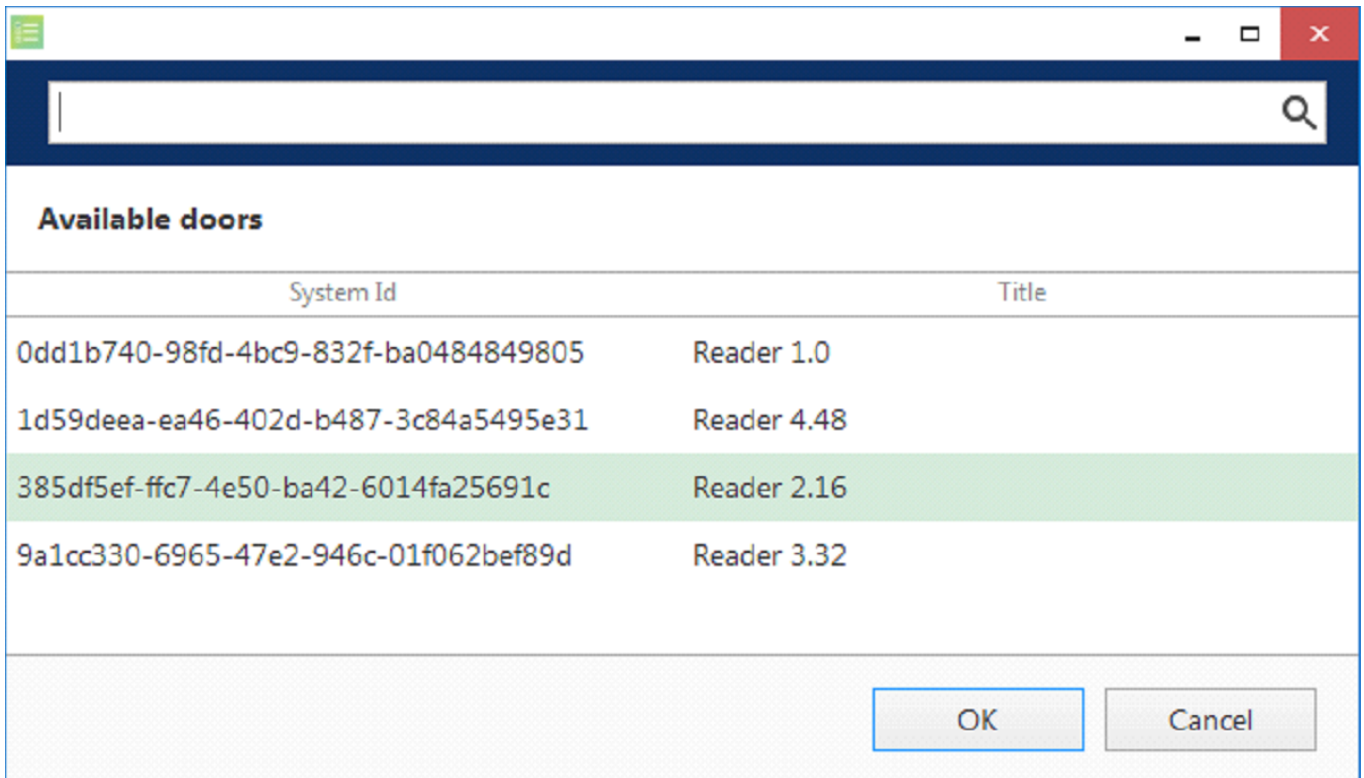 Available doors
System Id Title
0dd1b740-98fd-4bc9-832f-ba0484849805 Reader 1.0
1d59deea-ea46-402d-b487-3c84a5495e31 Reader 4.48
385df5ef-ffc7-4e50-ba42-6014fa25691c Reader 2.16
9a1cc330-6965-47e2-946c-01f062bef89d Reader 3.32
OK Cancel